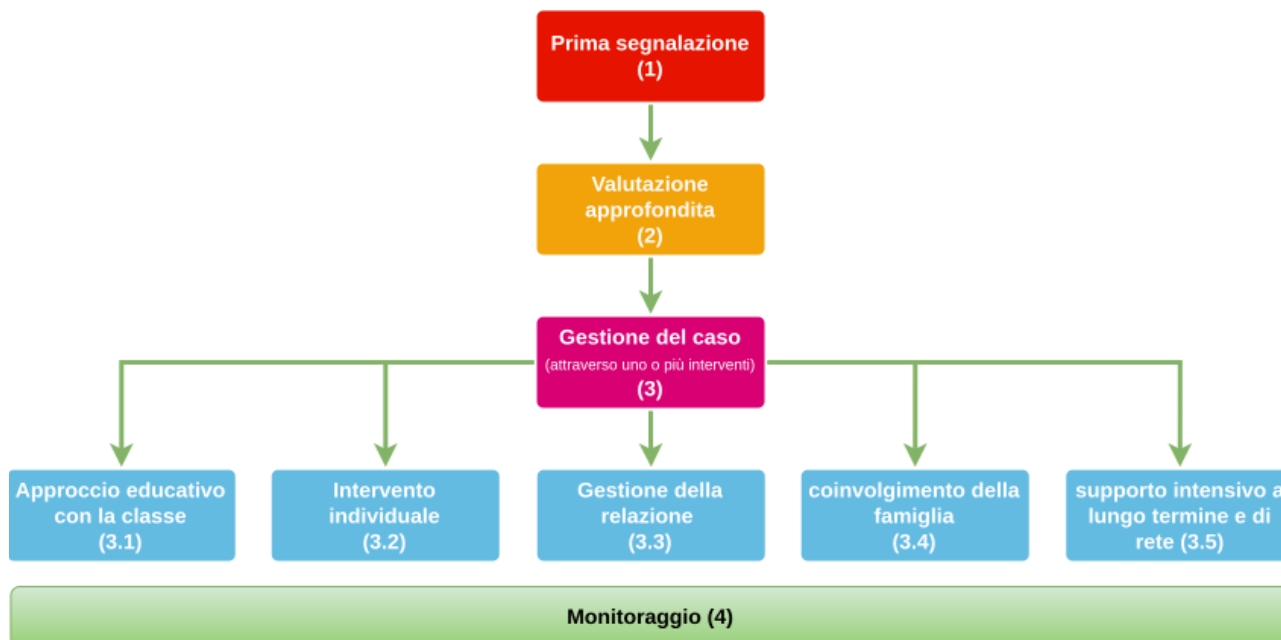 Prima segnalazione
(1)
Valutazione
approfondita
(2)
Gestione del caso
(attraverso uno o più interventi)
(3)
Approccio educativo
con la classe
(3.1)
Intervento
individuale
(3.2)
Gestione della
relazione
(3.3)
coinvolgimento della
famiglia
(3.4)
supporto intensivo a
lungo termine e di
rete (3.5)
Monitoraggio (4)